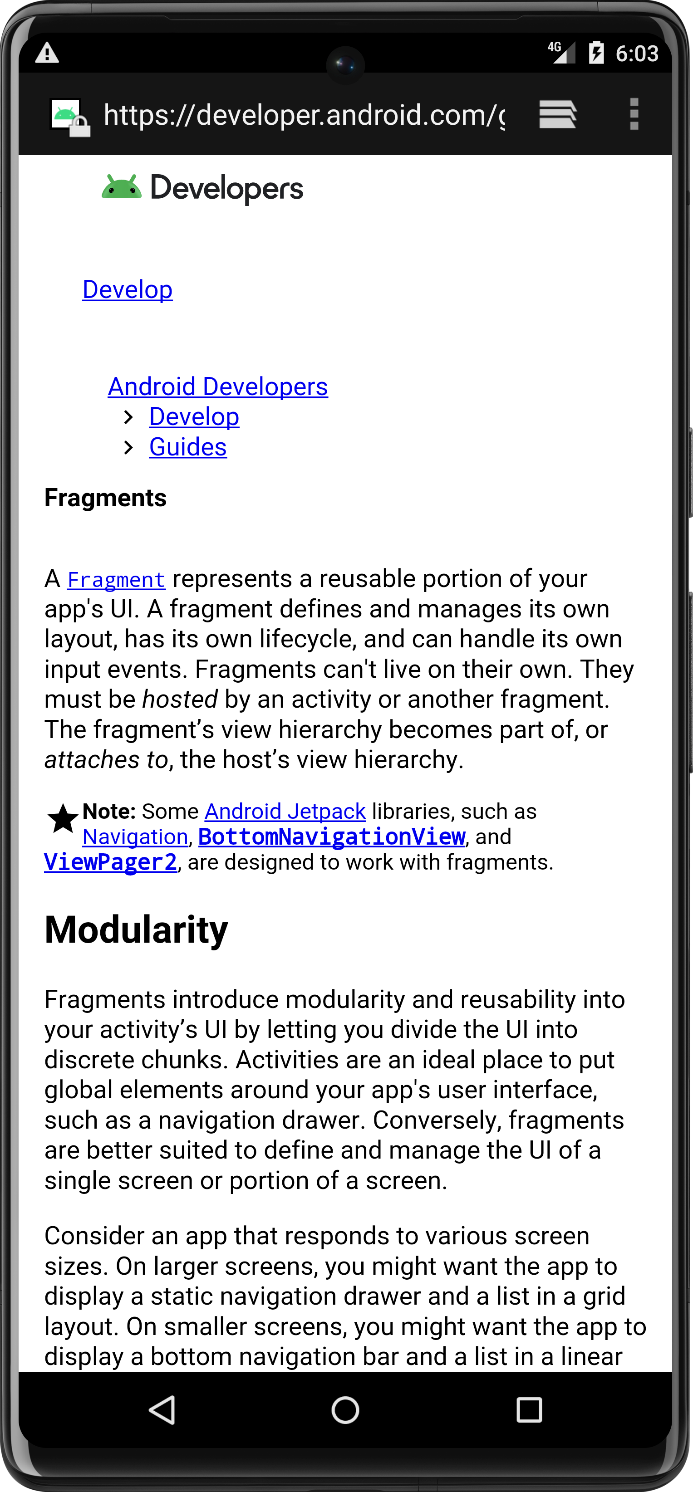 4G 6:03
https://developer.android.com/g
Developers
Develop
Android Developers
Develop
Guides
Fragments
A Fragment represents a reusable portion of your
app's UI. A fragment defines and manages its own
layout, has its own lifecycle, and can handle its own
input events. Fragments can't live on their own. They
must be hosted by an activity or another fragment.
The fragment’s view hierarchy becomes part of, or
attaches to, the host’s view hierarchy.
Note: Some Android Jetpack libraries, such as
Navigation, BottomNavigationView, and
ViewPager2, are designed to work with fragments.
Modularity
Fragments introduce modularity and reusability into
your activity’s UI by letting you divide the UI into
discrete chunks. Activities are an ideal place to put
global elements around your app's user interface,
such as a navigation drawer. Conversely, fragments
are better suited to define and manage the UI of a
single screen or portion of a screen.
Consider an app that responds to various screen
sizes. On larger screens, you might want the app to
display a static navigation drawer and a list in a grid
layout. On smaller screens, you might want the app to
display a bottom navigation bar and a list in a linear